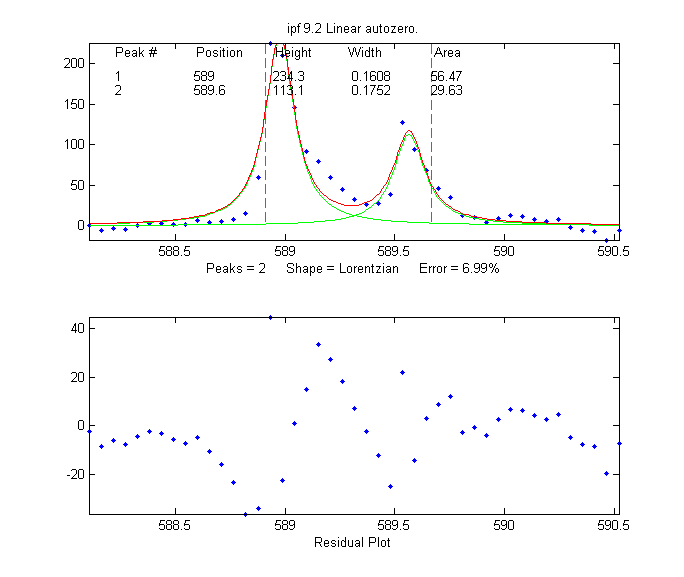 ipf 9.2 Linear autozero.
Peak # Position Height Width Area
1 589 234.3 0.1608 56.47
2 589.6 113.1 0.1752 29.63
200
150
100
50
0
588.5 589 589.5 590 590.5
Peaks = 2 Shape = Lorentzian Error = 6.99%
40
20
0
-20
588.5 589 589.5 590 590.5
Residual Plot